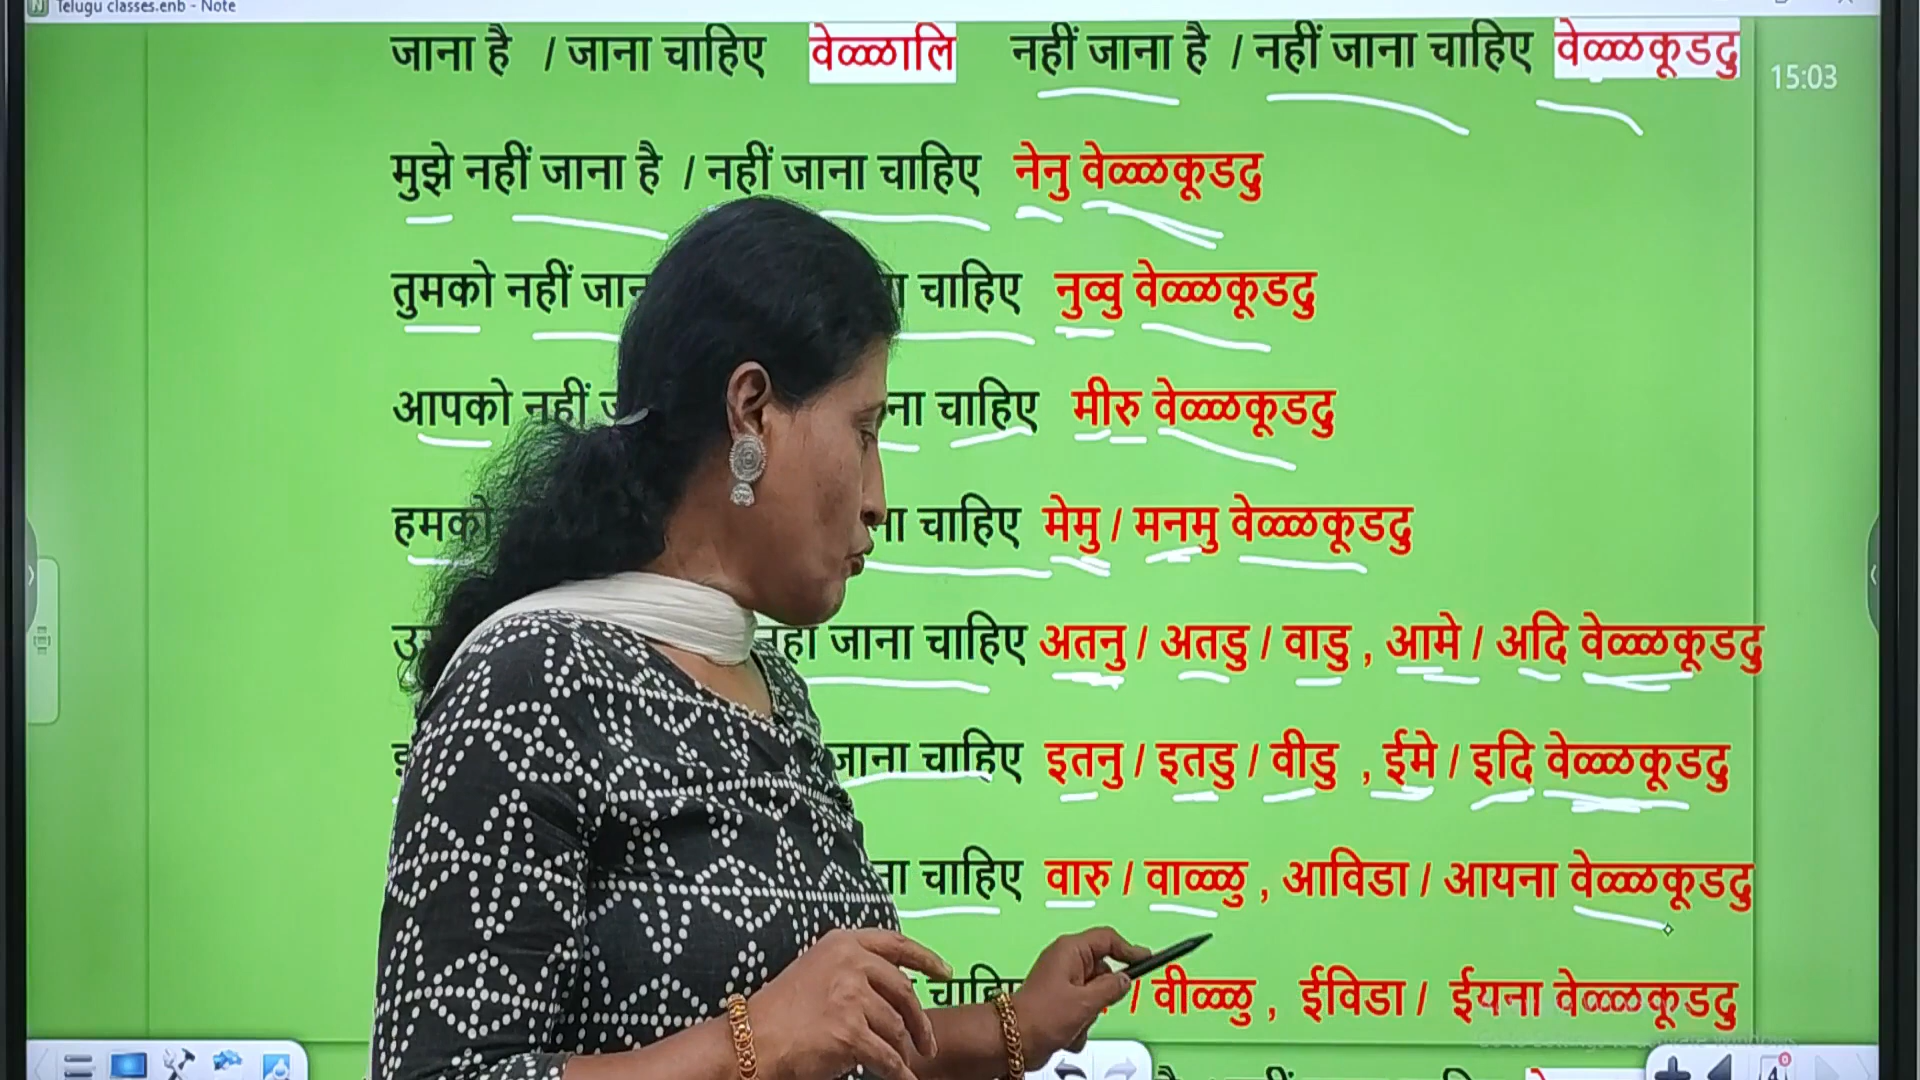 Telugu classes.enb - Note
जाना है / जाना चाहिए वेळ्ळालि नहीं जाना है / नहीं जाना चाहिए वेळ्ळकूडदु
15:03
मुझे नहीं जाना है / नहीं जाना चाहिए नेनु वेळ्ळकूडदु
तुमको नहीं चाहिए नुव्वु वेळ्ळकूडदु
आपको नहीं चाहिए मीरु वेळ्ळकूडदु
हमको चाहिए मेमु / मनमु वेळ्ळकूडदु
जाना चाहिए अतनु / अतडु / वाडु , आमे / अदि वेळ्ळकूडदु
जाना चाहिए इतनु / इतडु / वीडु , ईमे / इदि वेळ्ळकूडदु
चाहिए वारु / वाळ्ळु , आविडा / आयना वेळ्ळकूडदु
/ वीळ्ळु , ईविडा / ईयना वेळ्ळकूडदु